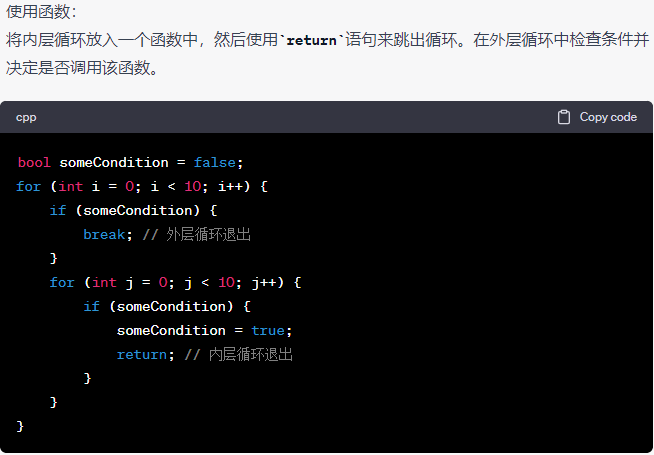 使用函数：
将内层循环放入一个函数中，然后使用`return`语句来跳出循环。在外层循环中检查条件并
决定是否调用该函数。
cpp Copy code
bool someCondition = false;
for (int i = 0; i < 10; i++) {
    if (someCondition) {
        break; // 外层循环退出
    }
    for (int j = 0; j < 10; j++) {
        if (someCondition) {
            someCondition = true;
            return; // 内层循环退出
        }
    }
}